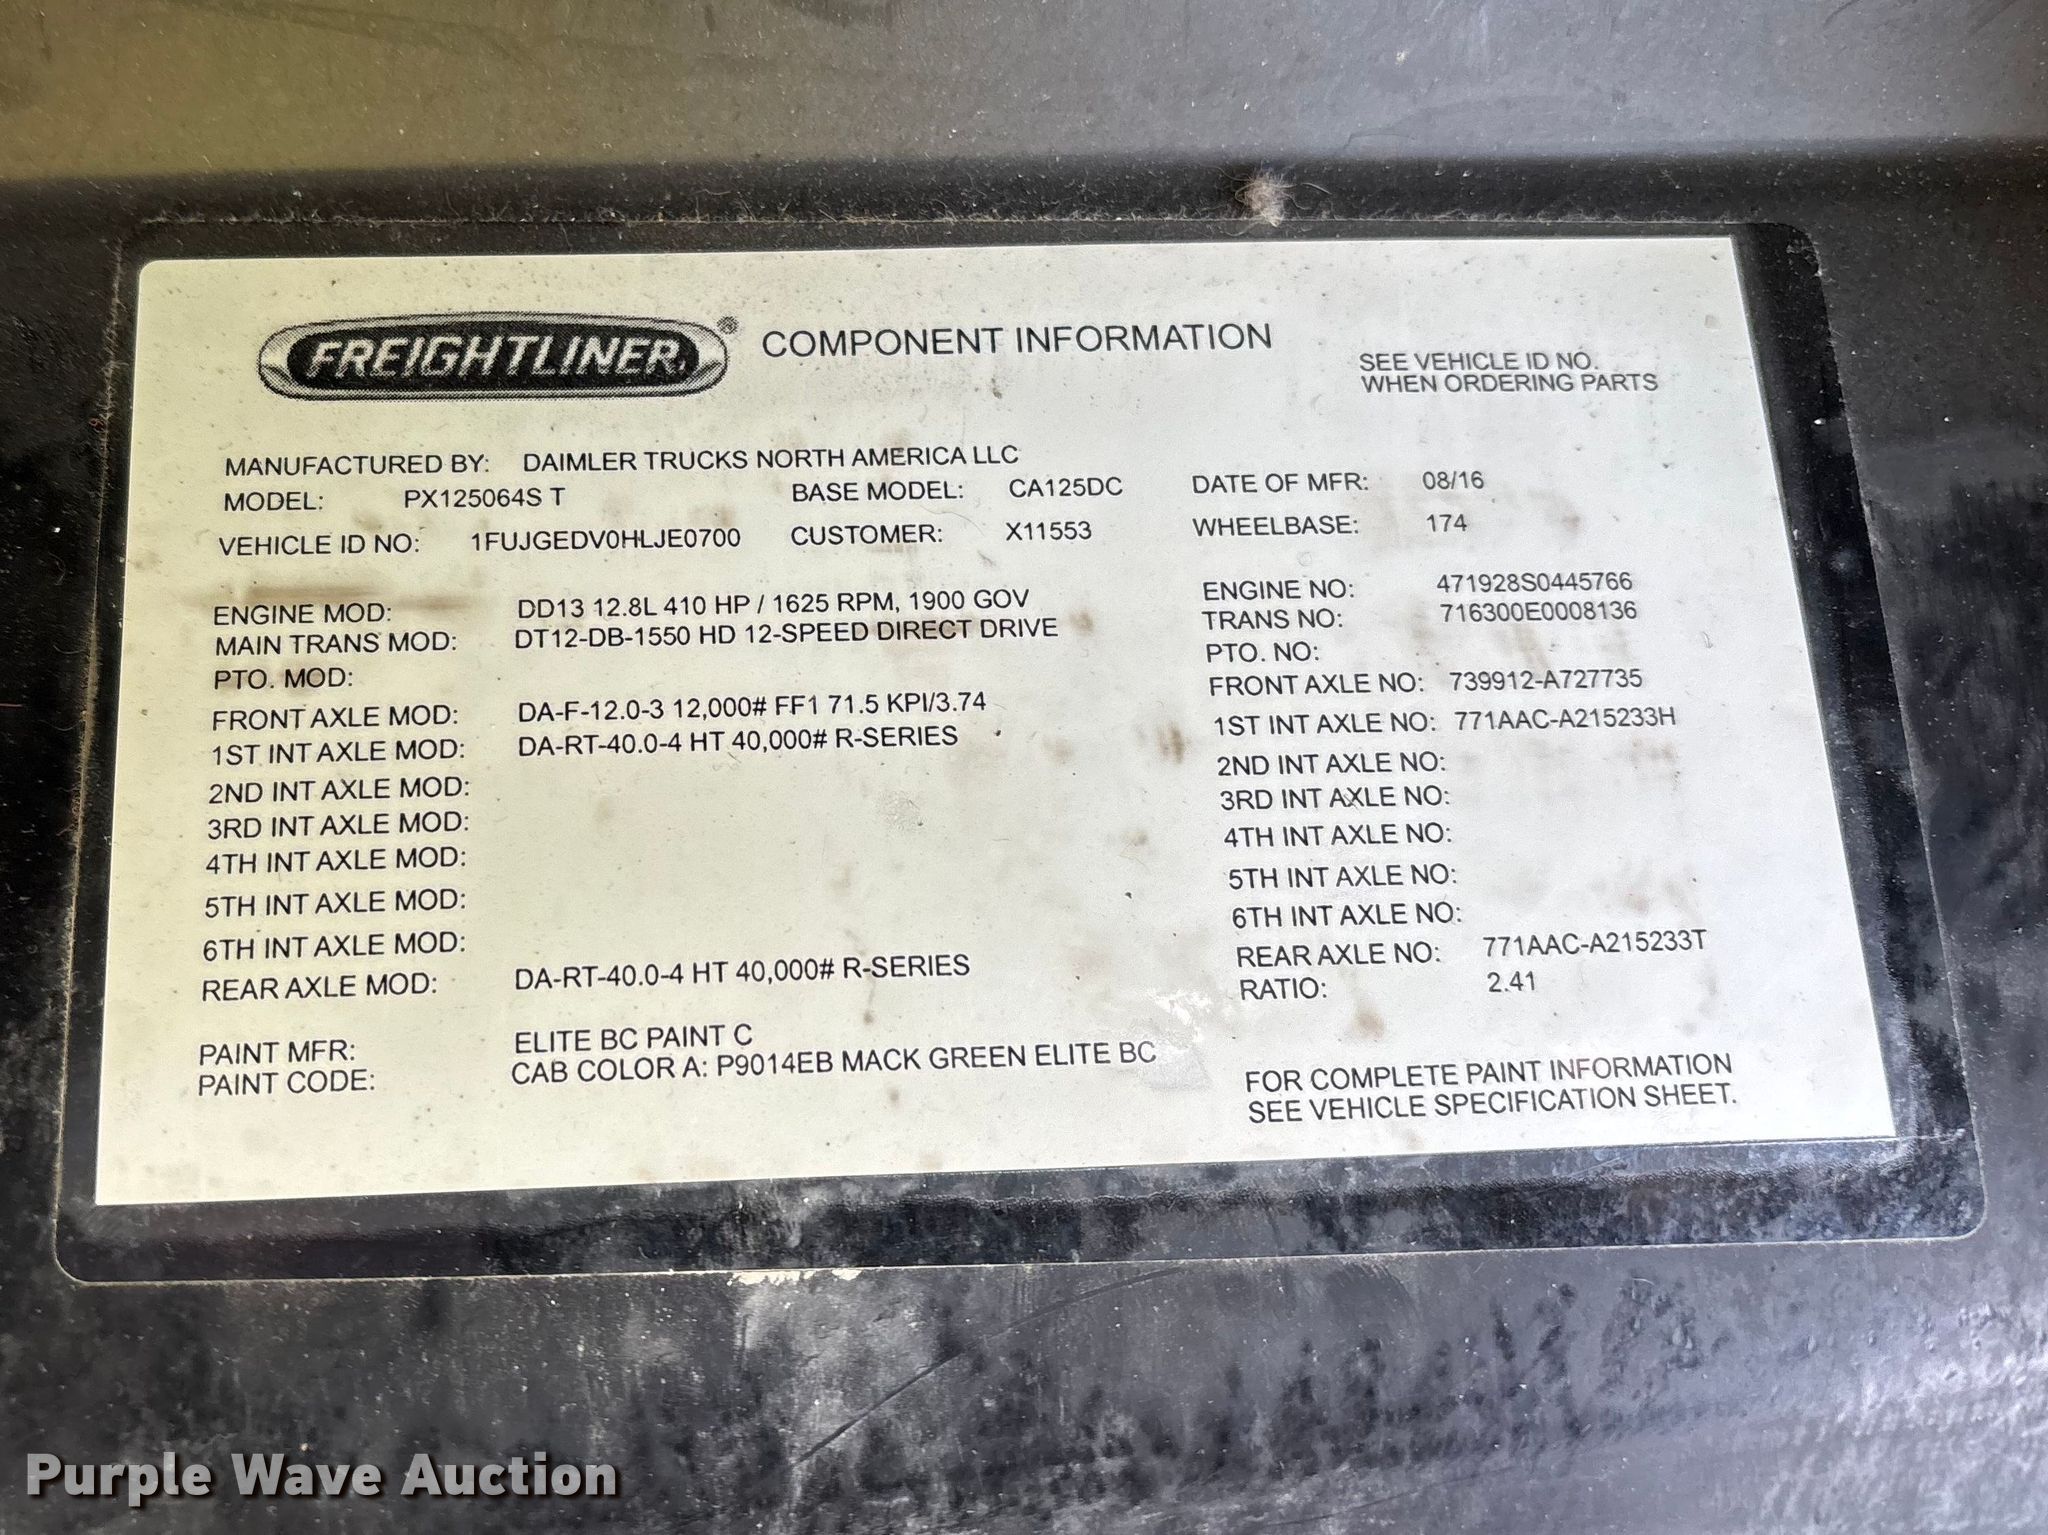 FREIGHTLINER® COMPONENT INFORMATION
SEE VEHICLE ID NO.
WHEN ORDERING PARTS
MANUFACTURED BY: DAIMLER TRUCKS NORTH AMERICA LLC
MODEL: PX125064S T BASE MODEL: CA125DC DATE OF MFR: 08/16
VEHICLE ID NO: 1FUJGEDV0HLJE0700 CUSTOMER: X11553 WHEELBASE: 174
ENGINE MOD: DD13 12.8L 410 HP / 1625 RPM, 1900 GOV ENGINE NO: 471928S0445766
MAIN TRANS MOD: DT12-DB-1550 HD 12-SPEED DIRECT DRIVE TRANS NO: 716300E0008136
PTO. MOD: PTO. NO:
FRONT AXLE MOD: DA-F-12.0-3 12,000# FF1 71.5 KPI/3.74 FRONT AXLE NO: 739912-A727735
1ST INT AXLE MOD: DA-RT-40.0-4 HT 40,000# R-SERIES 1ST INT AXLE NO: 771AAC-A215233H
2ND INT AXLE MOD: 2ND INT AXLE NO:
3RD INT AXLE MOD: 3RD INT AXLE NO:
4TH INT AXLE MOD: 4TH INT AXLE NO:
5TH INT AXLE MOD: 5TH INT AXLE NO:
6TH INT AXLE MOD: 6TH INT AXLE NO:
REAR AXLE MOD: DA-RT-40.0-4 HT 40,000# R-SERIES REAR AXLE NO: 771AAC-A215233T
RATIO: 2.41
PAINT MFR: ELITE BC PAINT C
PAINT CODE: CAB COLOR A: P9014EB MACK GREEN ELITE BC
FOR COMPLETE PAINT INFORMATION
SEE VEHICLE SPECIFICATION SHEET.
Purple Wave Auction